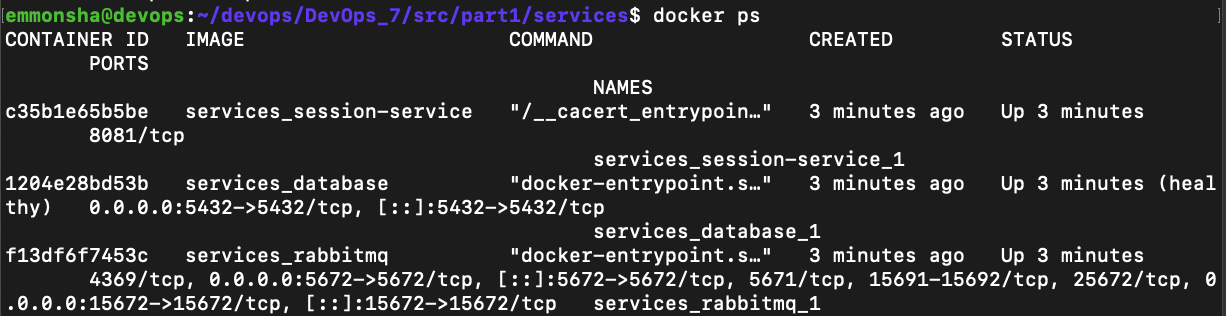 emmonsha@devops:~/devops/DevOps_7/src/part1/services$ docker ps
CONTAINER ID   IMAGE                      COMMAND                  CREATED         STATUS
       PORTS
                                                 NAMES
c35b1e65b5be   services_session-service   "/__cacert_entrypoin…"   3 minutes ago   Up 3 minutes
       8081/tcp
                                                 services_session-service_1
1204e28bd53b   services_database          "docker-entrypoint.s…"   3 minutes ago   Up 3 minutes (heal
thy)   0.0.0.0:5432->5432/tcp, [::]:5432->5432/tcp
                                                 services_database_1
f13df6f7453c   services_rabbitmq          "docker-entrypoint.s…"   3 minutes ago   Up 3 minutes
       4369/tcp, 0.0.0.0:5672->5672/tcp, [::]:5672->5672/tcp, 5671/tcp, 15691-15692/tcp, 25672/tcp, 0
.0.0.0:15672->15672/tcp, [::]:15672->15672/tcp   services_rabbitmq_1